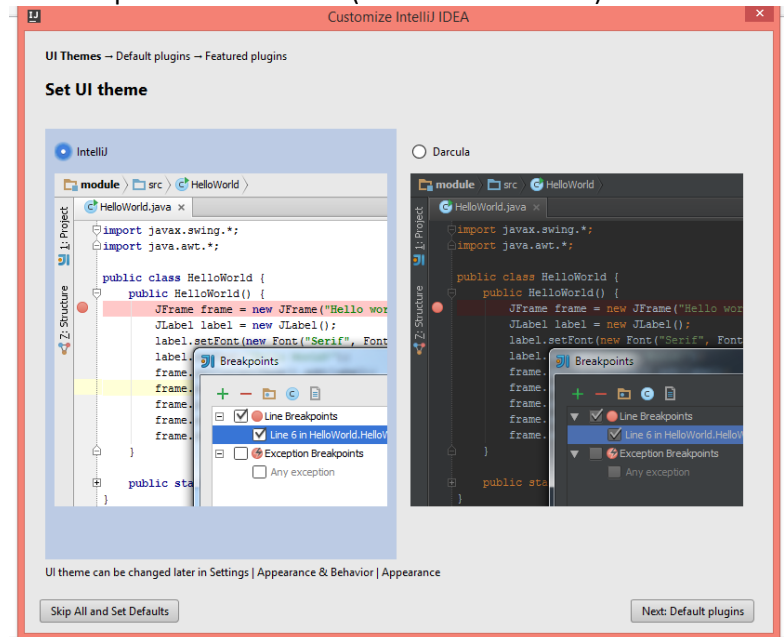 Customize IntelliJ IDEA
UI Themes → Default plugins → Featured plugins
Set UI theme
IntelliJ
module
src
HelloWorld
1: Project
Z: Structure
HelloWorld.java ×
import javax.swing.*;
import java.awt.*;
public class HelloWorld {
public HelloWorld() {
JFrame frame = new JFrame("Hello wor
JLabel label = new JLabel();
label.setFont(new Font("Serif", Font
label.
frame.
frame.
frame.
frame.
frame.
}
public sta
}
Breakpoints
Line Breakpoints
Line 6 in HelloWorld.HelloW
Exception Breakpoints
Any exception
Darcula
module
src
HelloWorld
1: Project
Z: Structure
HelloWorld.java ×
import javax.swing.*;
import java.awt.*;
public class HelloWorld {
public HelloWorld() {
JFrame frame = new JFrame("Hello wor
JLabel label = new JLabel();
label.setFont(new Font("Serif", Font
label.
frame.
frame.
frame.
frame.
frame.
}
public sta
}
Breakpoints
Line Breakpoints
Line 6 in HelloWorld.HelloW
Exception Breakpoints
Any exception
UI theme can be changed later in Settings | Appearance & Behavior | Appearance
Skip All and Set Defaults
Next: Default plugins